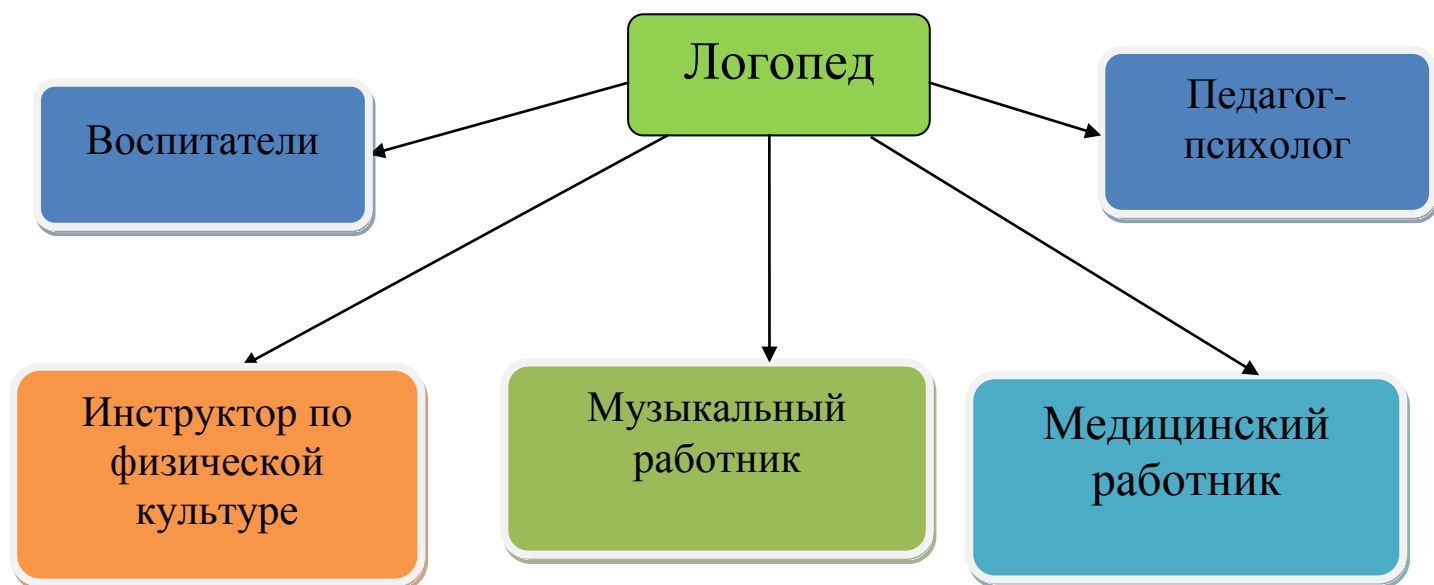 Логопед
Воспитатели
Педагог-
психолог
Инструктор по
физической
культуре
Музыкальный
работник
Медицинский
работник